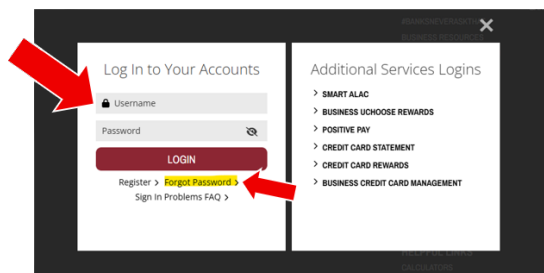 #BANKSNEVERASKTHAT
BUSINESS RESOURCES
Log In to Your Accounts
Username
Password
LOGIN
Register >
Forgot Password >
Sign In Problems FAQ >
Additional Services Logins
> SMART ALAC
> BUSINESS UCHOOSE REWARDS
> POSITIVE PAY
> CREDIT CARD STATEMENT
> CREDIT CARD REWARDS
> BUSINESS CREDIT CARD MANAGEMENT
HELPFUL LINKS
CALCULATORS